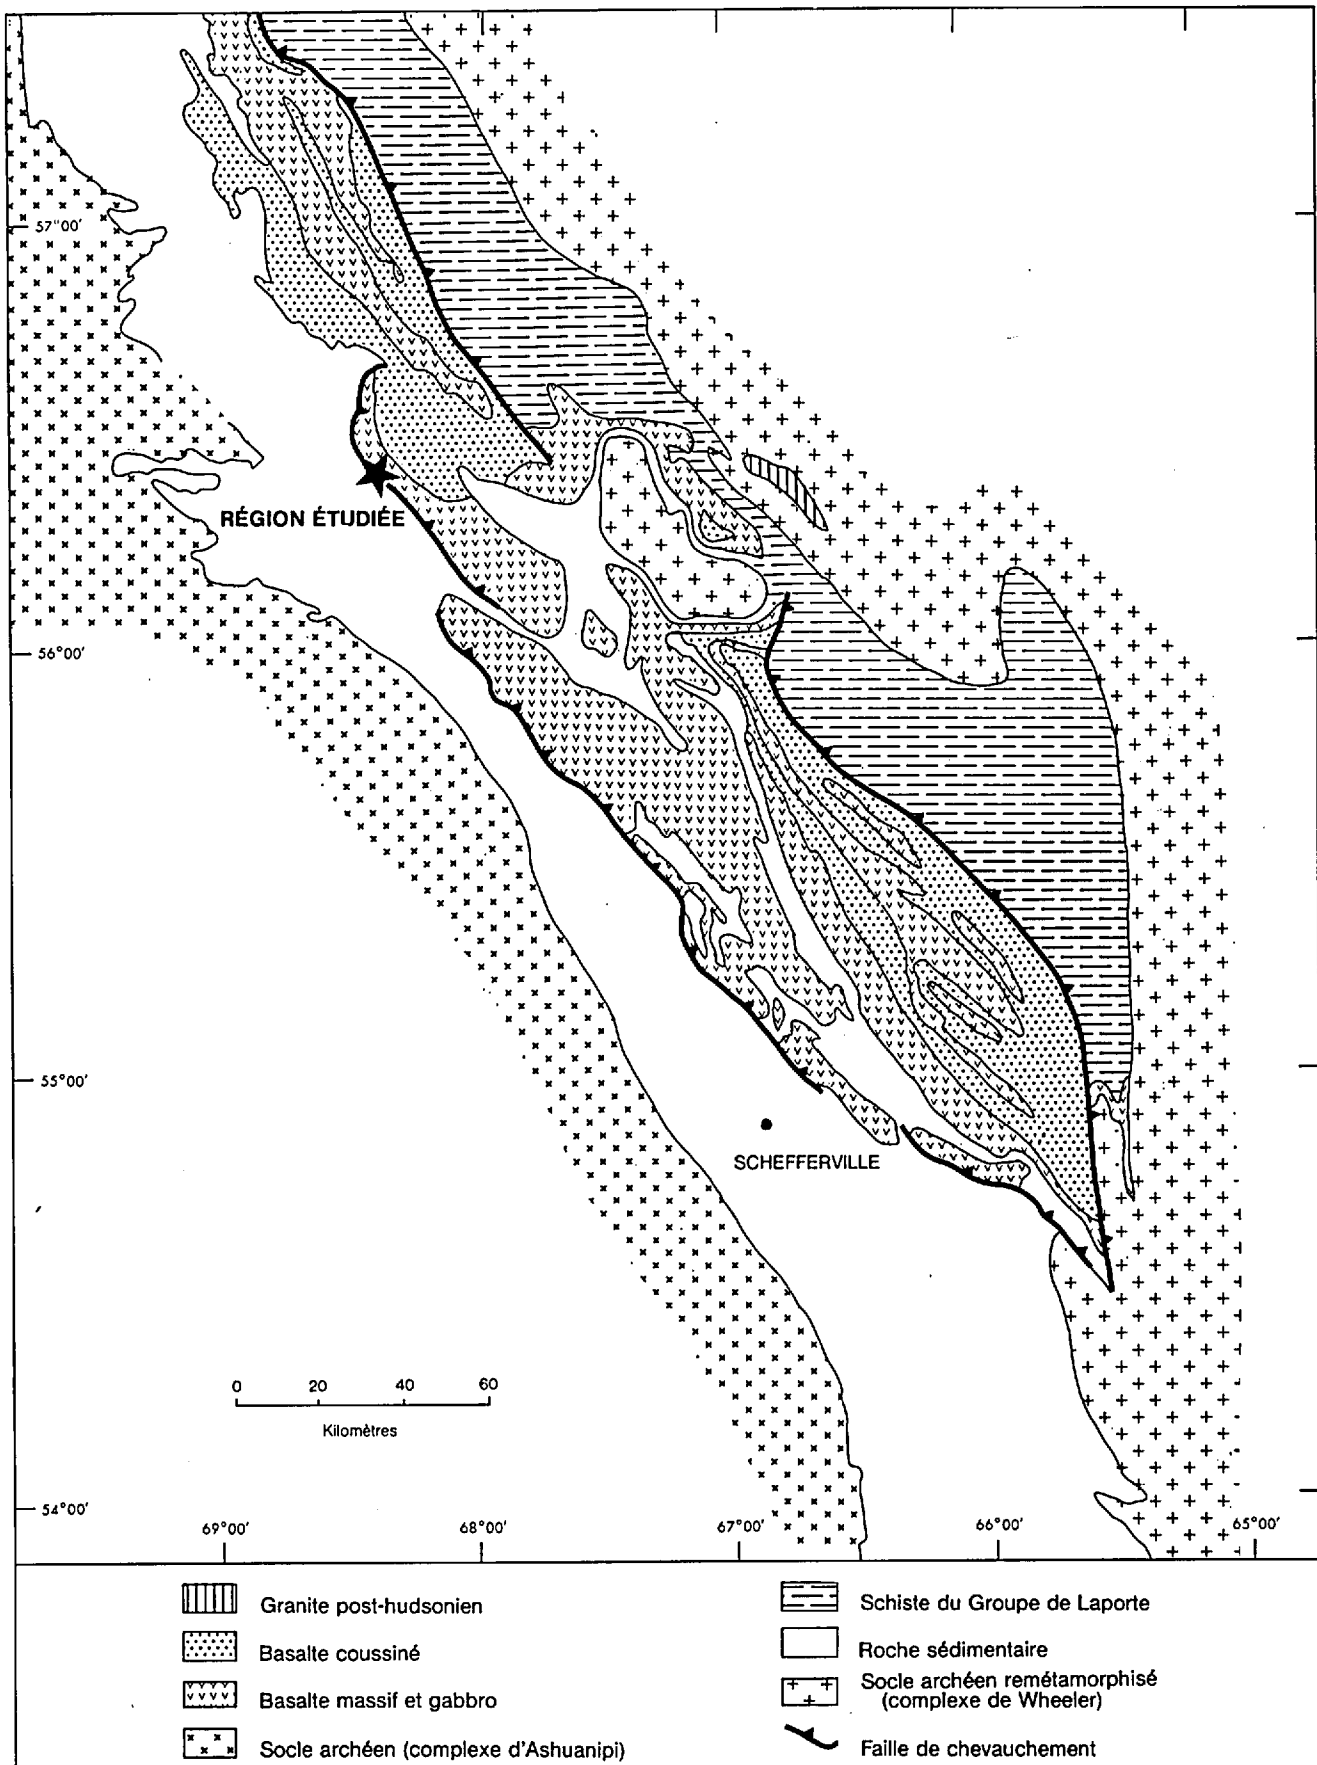 57°00'
RÉGION ÉTUDIÉE
56°00'
55°00'
SCHEFFERVILLE
0 20 40 60
Kilomètres
54°00'
69°00' 68°00' 67°00' 66°00' 65°00'
Granite post-hudsonien
Basalte coussiné
Basalte massif et gabbro
Socle archéen (complexe d'Ashuanipi)
Schiste du Groupe de Laporte
Roche sédimentaire
Socle archéen remétamorphisé
(complexe de Wheeler)
Faille de chevauchement